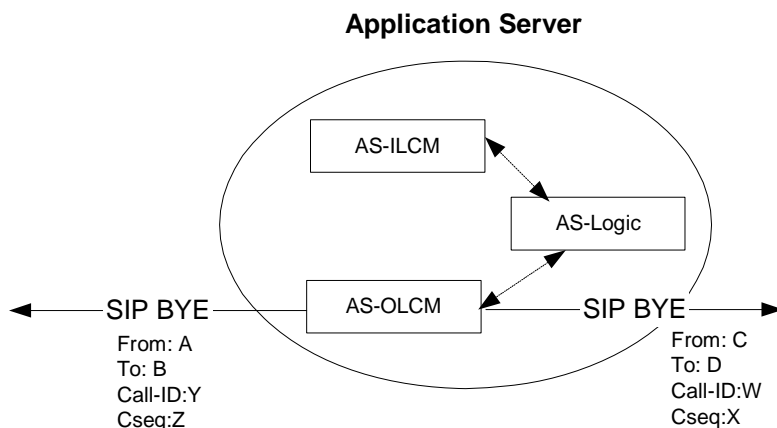 Application Server
AS-ILCM
AS-Logic
AS-OLCM
SIP BYE
From: A
To: B
Call-ID:Y
Cseq:Z
SIP BYE
From: C
To: D
Call-ID:W
Cseq:X